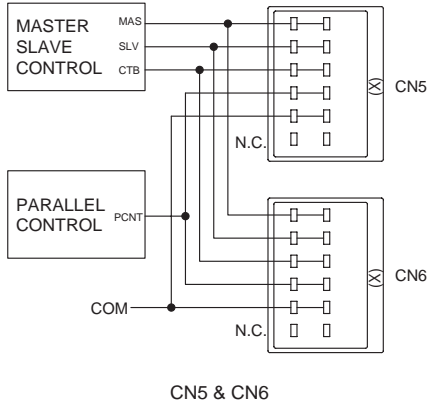 MASTER
SLAVE
CONTROL
MAS
SLV
CTB
(X)
CN5
N.C.
PARALLEL
CONTROL
PCNT
(X)
CN6
COM
N.C.
CN5 & CN6